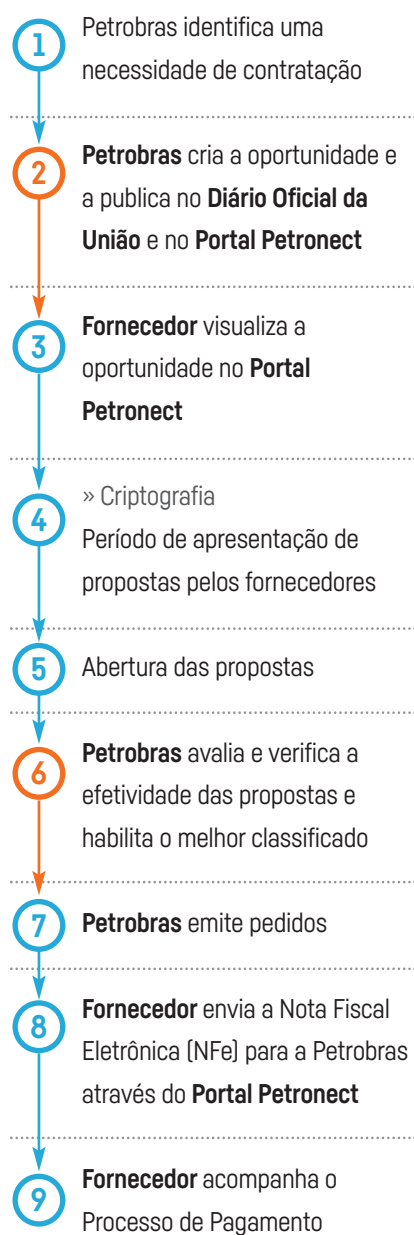 1
Petrobras identifica uma
necessidade de contratação
2
Petrobras cria a oportunidade e
a publica no Diário Oficial da
União e no Portal Petronect
3
Fornecedor visualiza a
oportunidade no Portal
Petronect
4
» Criptografia
Período de apresentação de
propostas pelos fornecedores
5
Abertura das propostas
6
Petrobras avalia e verifica a
efetividade das propostas e
habilita o melhor classificado
7
Petrobras emite pedidos
8
Fornecedor envia a Nota Fiscal
Eletrônica (NFe) para a Petrobras
através do Portal Petronect
9
Fornecedor acompanha o
Processo de Pagamento